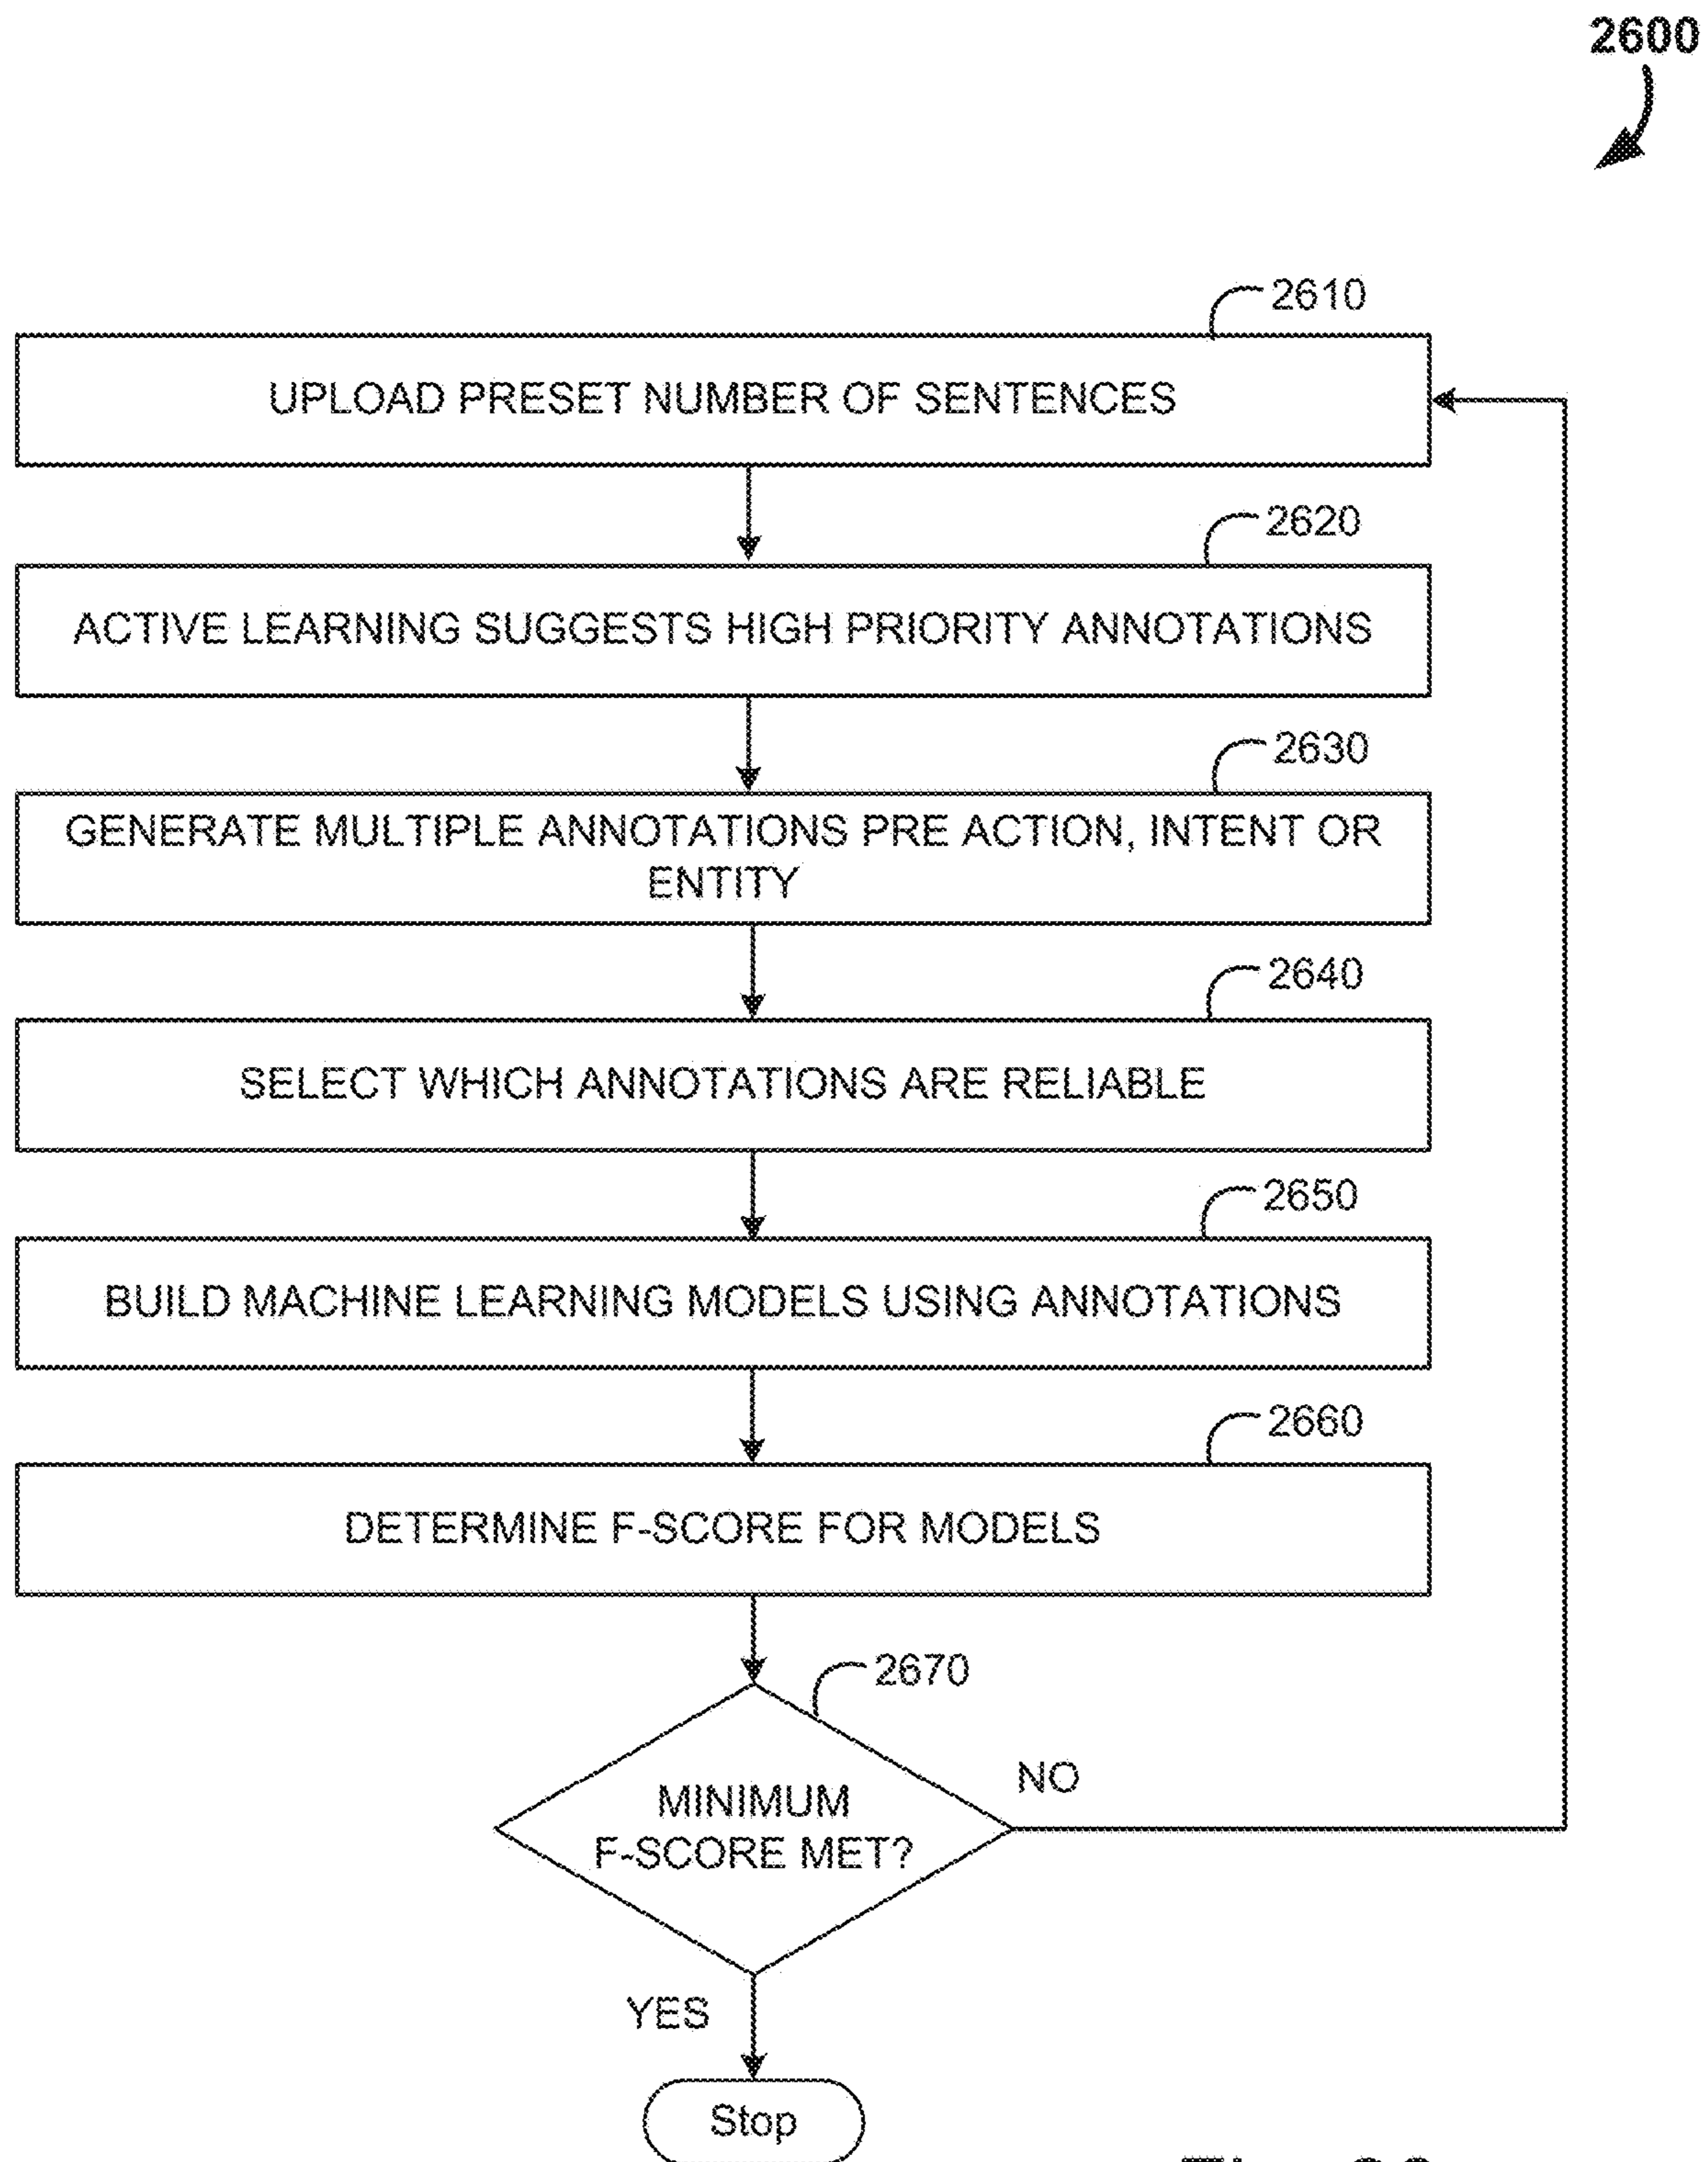 2600
2610
UPLOAD PRESET NUMBER OF SENTENCES
2620
ACTIVE LEARNING SUGGESTS HIGH PRIORITY ANNOTATIONS
2630
GENERATE MULTIPLE ANNOTATIONS PRE ACTION, INTENT OR
ENTITY
2640
SELECT WHICH ANNOTATIONS ARE RELIABLE
2650
BUILD MACHINE LEARNING MODELS USING ANNOTATIONS
2660
DETERMINE F-SCORE FOR MODELS
2670
MINIMUM
F-SCORE MET?
NO
YES
Stop